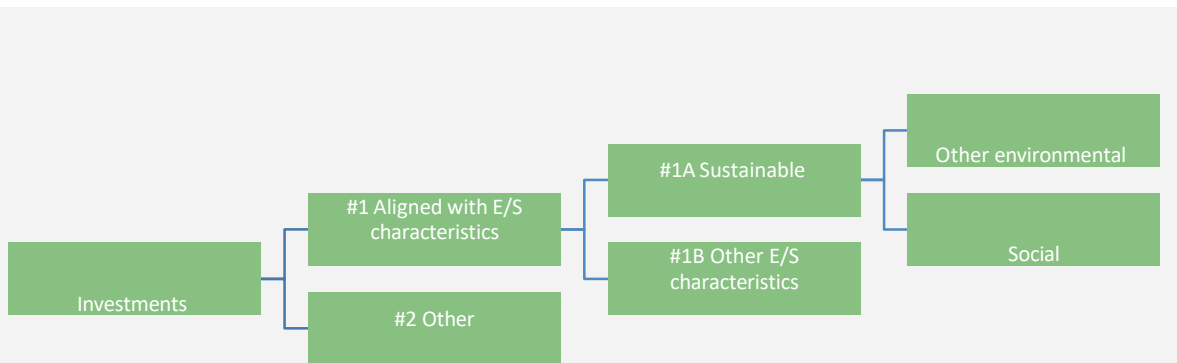 Investments
#1 Aligned with E/S
characteristics
#2 Other
#1A Sustainable
#1B Other E/S
characteristics
Other environmental
Social